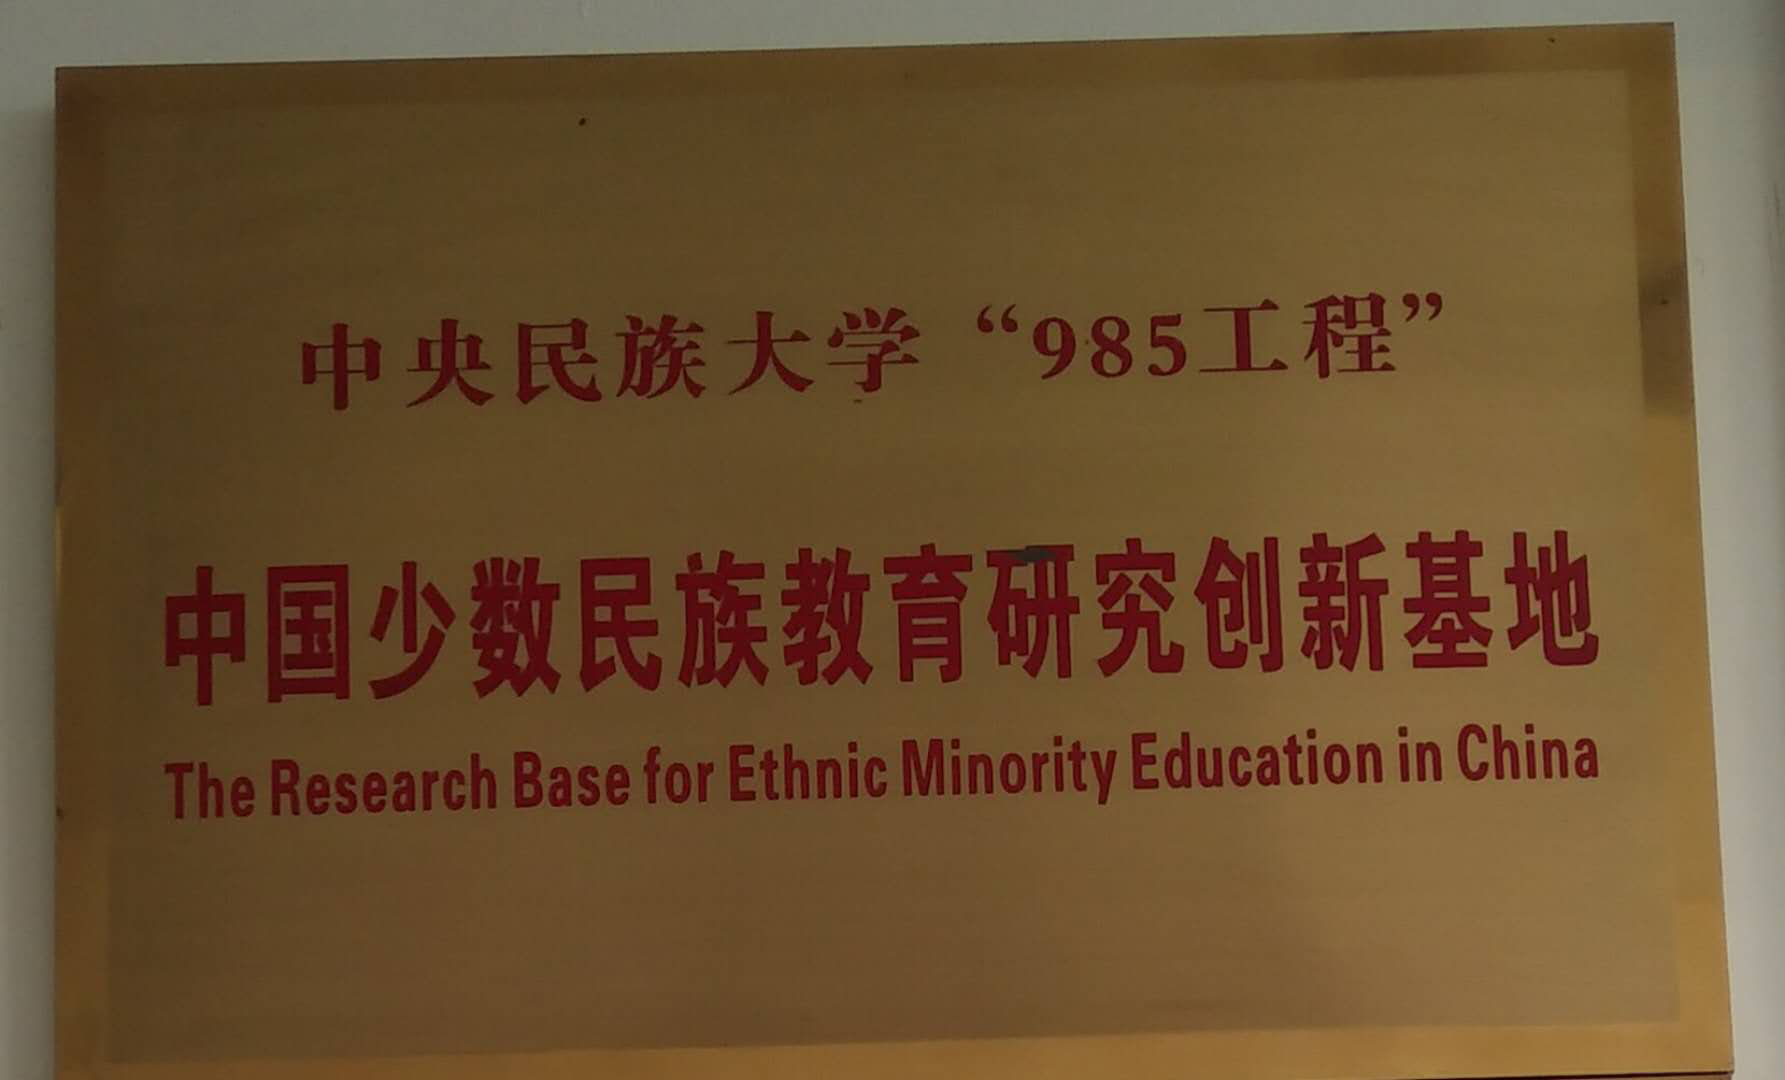 中央民族大学“985工程”
中国少数民族教育研究创新基地
The Research Base for Ethnic Minority Education in China